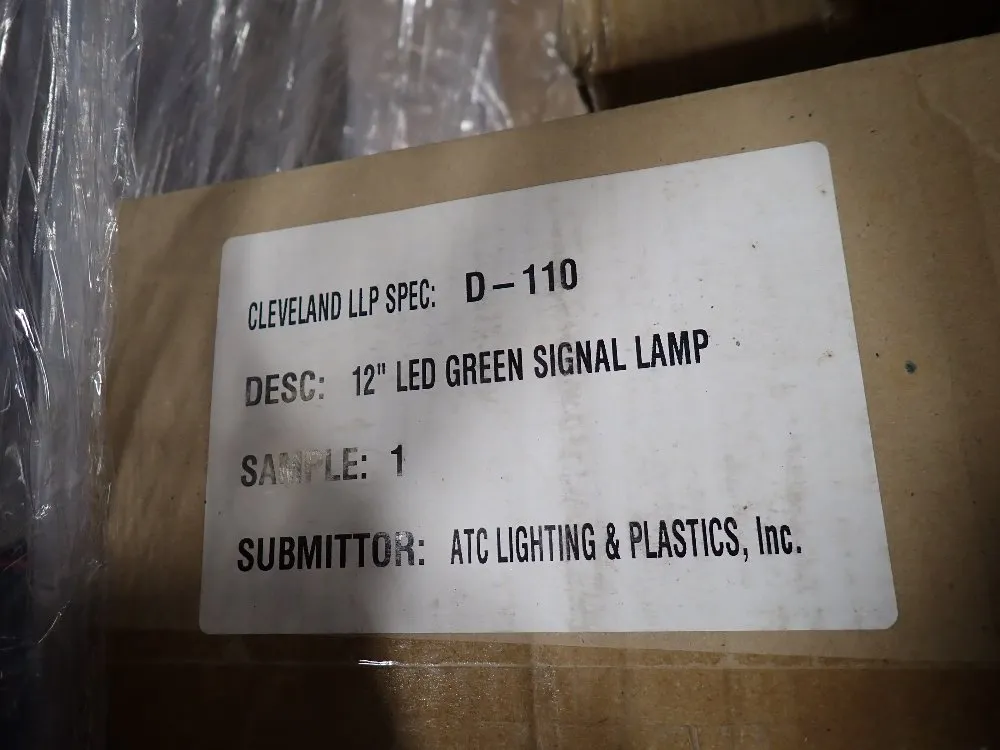 CLEVELAND LLP SPEC: D-110
DESC: 12" LED GREEN SIGNAL LAMP
SAMPLE: 1
SUBMITTOR: ATC LIGHTING & PLASTICS, Inc.